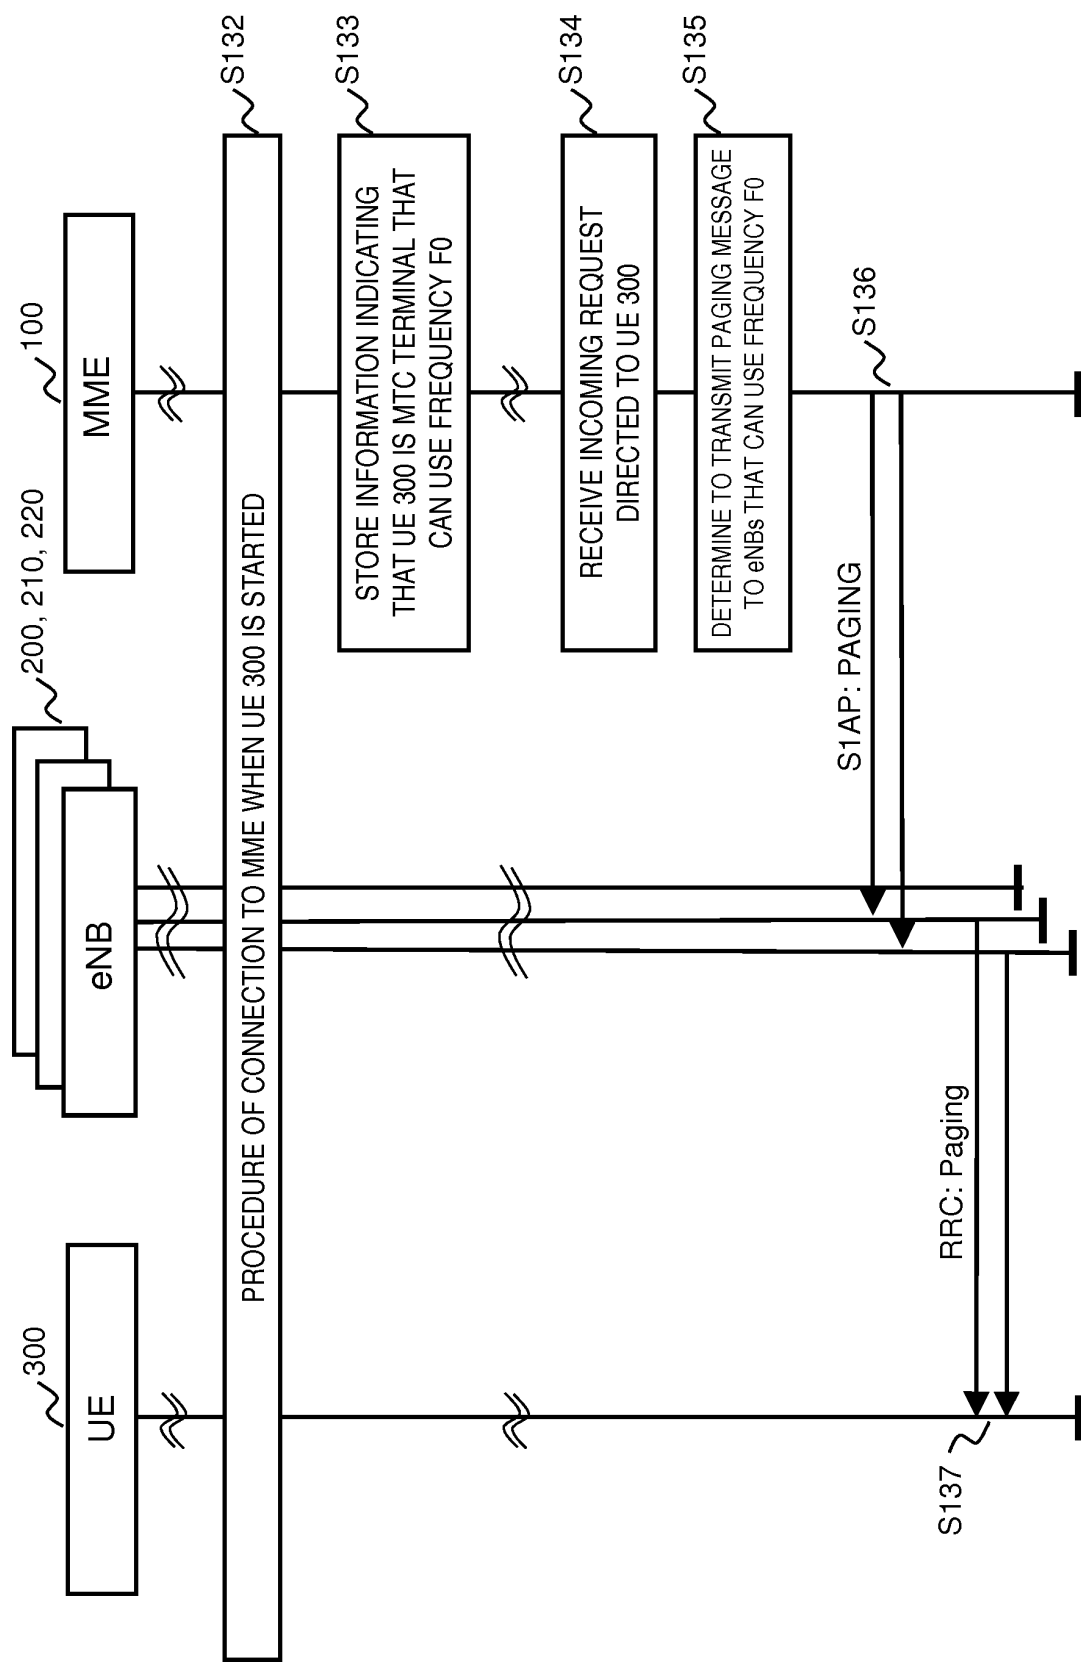 300
UE
200, 210, 220
eNB
100
MME
PROCEDURE OF CONNECTION TO MME WHEN UE 300 IS STARTED
S132
STORE INFORMATION INDICATING
THAT UE 300 IS MTC TERMINAL THAT
CAN USE FREQUENCY F0
S133
RECEIVE INCOMING REQUEST
DIRECTED TO UE 300
S134
DETERMINE TO TRANSMIT PAGING MESSAGE
TO eNBs THAT CAN USE FREQUENCY F0
S135
S1AP: PAGING
S136
RRC: Paging
S137